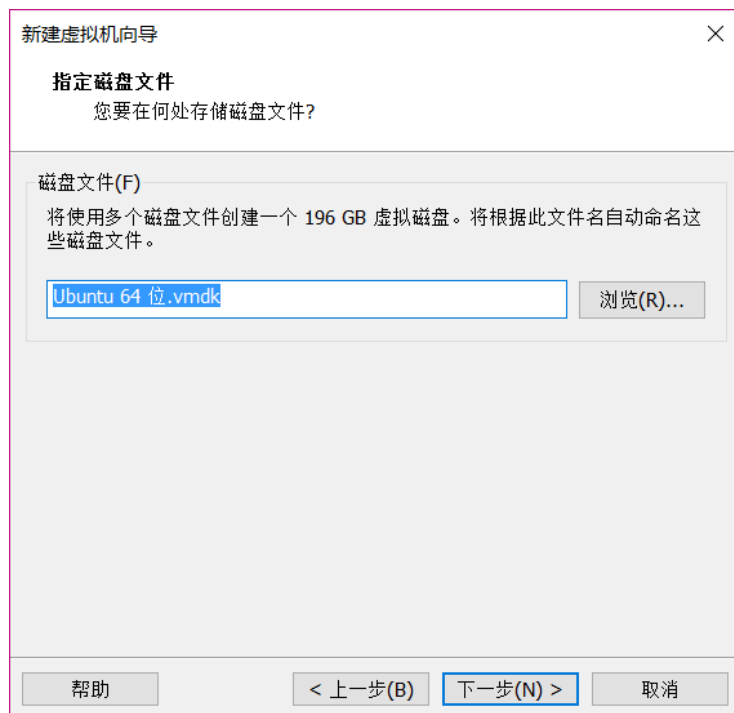 新建虚拟机向导
指定磁盘文件
您要在何处存储磁盘文件?
磁盘文件(F)
将使用多个磁盘文件创建一个 196 GB 虚拟磁盘。将根据此文件名自动命名这
些磁盘文件。
Ubuntu 64 位.vmdk
浏览(R)...
帮助
< 上一步(B)
下一步(N) >
取消